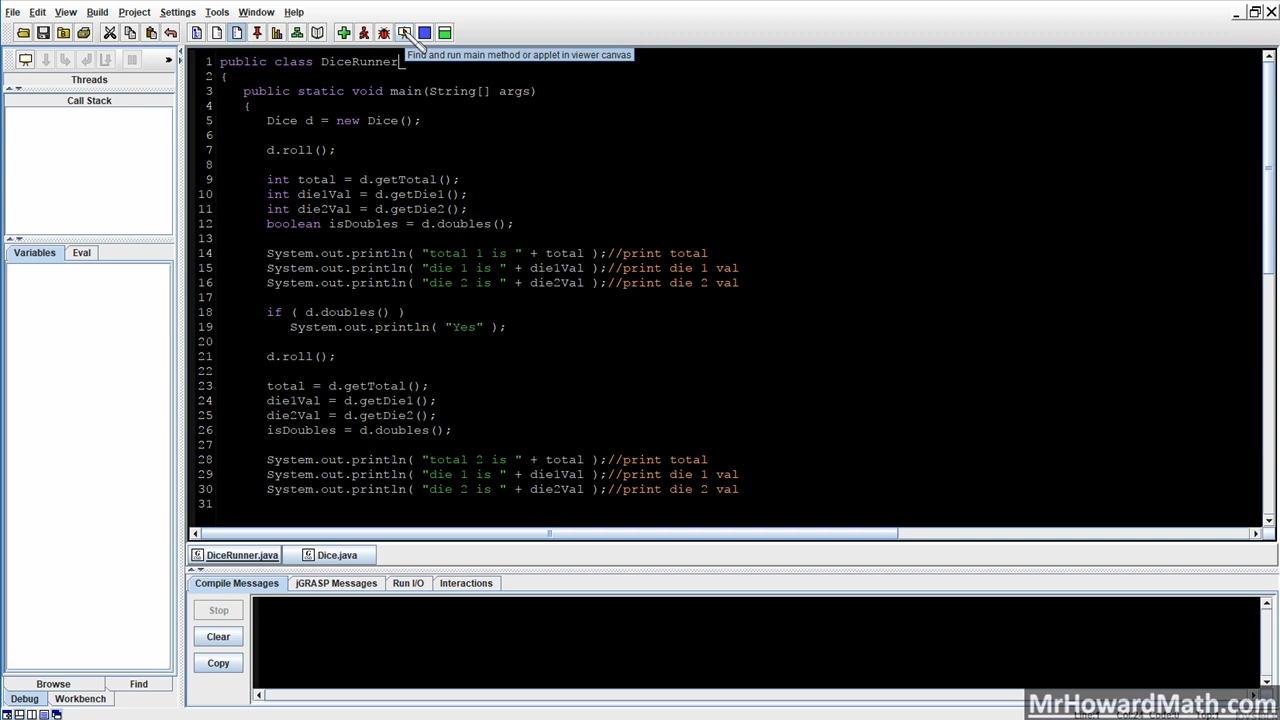 File Edit View Build Project Settings Tools Window Help
Find and run main method or applet in viewer canvas
Threads
Call Stack
Variables Eval
Browse Find
Debug Workbench
1 public class DiceRunner
2 {
3 public static void main(String[] args)
4 {
5 Dice d = new Dice();
6
7 d.roll();
8
9 int total = d.getTotal();
10 int die1Val = d.getDie1();
11 int die2Val = d.getDie2();
12 boolean isDoubles = d.doubles();
13
14 System.out.println( "total 1 is " + total );//print total
15 System.out.println( "die 1 is " + die1Val );//print die 1 val
16 System.out.println( "die 2 is " + die2Val );//print die 2 val
17
18 if ( d.doubles() )
19 System.out.println( "Yes" );
20
21 d.roll();
22
23 total = d.getTotal();
24 die1Val = d.getDie1();
25 die2Val = d.getDie2();
26 isDoubles = d.doubles();
27
28 System.out.println( "total 2 is " + total );//print total
29 System.out.println( "die 1 is " + die1Val );//print die 1 val
30 System.out.println( "die 2 is " + die2Val );//print die 2 val
31
DiceRunner.java Dice.java
Compile Messages jGRASP Messages Run I/O Interactions
Stop
Clear
Copy
MrHowardMath.com